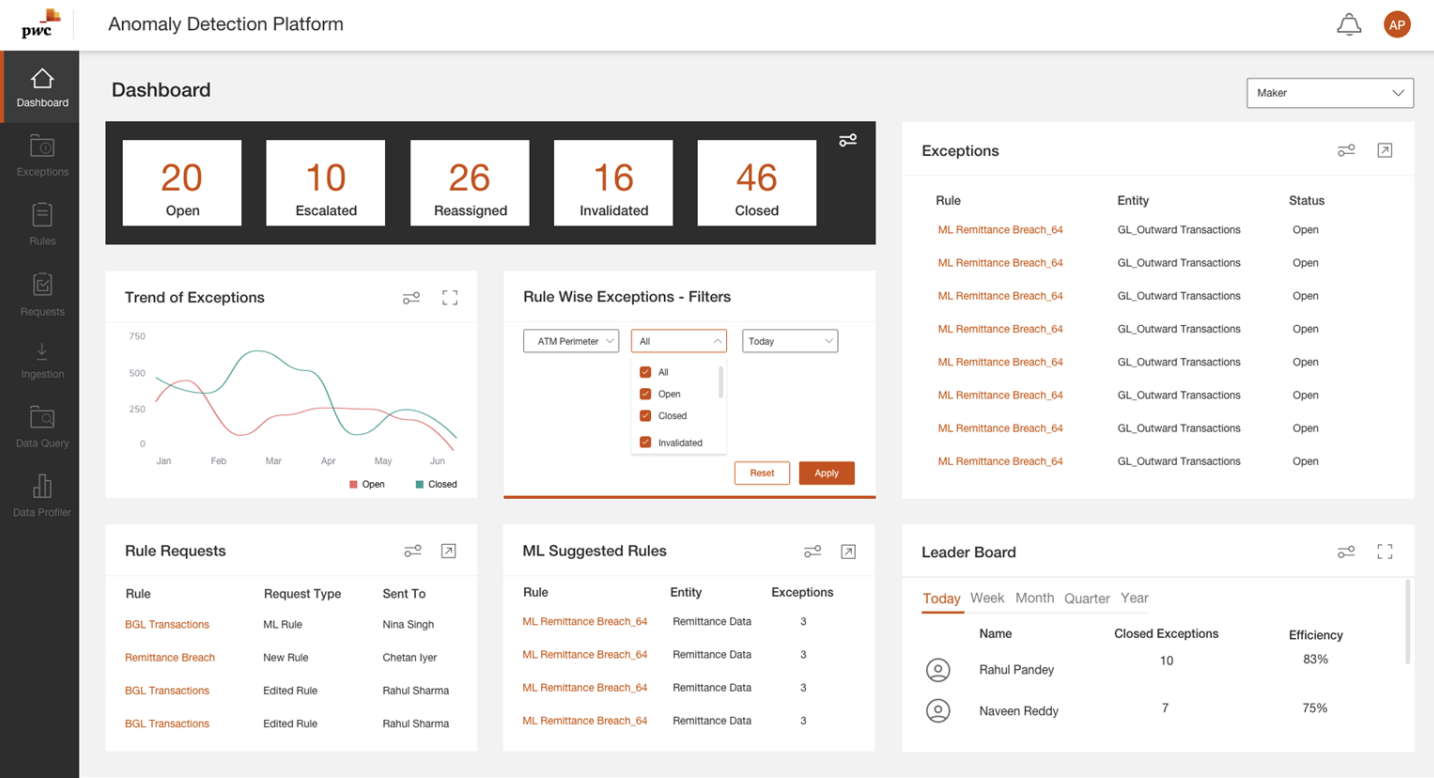 pwc
Anomaly Detection Platform
AP
Dashboard
Exceptions
Rules
Requests
Ingestion
Data Query
Data Profiler
Dashboard
Maker
20
Open
10
Escalated
26
Reassigned
16
Invalidated
46
Closed
Trend of Exceptions
750
500
250
0
Jan Feb Mar Apr May Jun
Open Closed
Rule Wise Exceptions - Filters
ATM Perimeter All Today
All
Open
Closed
Invalidated
Reset Apply
Exceptions
Rule Entity Status
ML Remittance Breach_64 GL_Outward Transactions Open
ML Remittance Breach_64 GL_Outward Transactions Open
ML Remittance Breach_64 GL_Outward Transactions Open
ML Remittance Breach_64 GL_Outward Transactions Open
ML Remittance Breach_64 GL_Outward Transactions Open
ML Remittance Breach_64 GL_Outward Transactions Open
ML Remittance Breach_64 GL_Outward Transactions Open
ML Remittance Breach_64 GL_Outward Transactions Open
Rule Requests
Rule Request Type Sent To
BGL Transactions ML Rule Nina Singh
Remittance Breach New Rule Chetan Iyer
BGL Transactions Edited Rule Rahul Sharma
BGL Transactions Edited Rule Rahul Sharma
ML Suggested Rules
Rule Entity Exceptions
ML Remittance Breach_64 Remittance Data 3
ML Remittance Breach_64 Remittance Data 3
ML Remittance Breach_64 Remittance Data 3
ML Remittance Breach_64 Remittance Data 3
Leader Board
Today Week Month Quarter Year
Name Closed Exceptions Efficiency
Rahul Pandey 10 83%
Naveen Reddy 7 75%